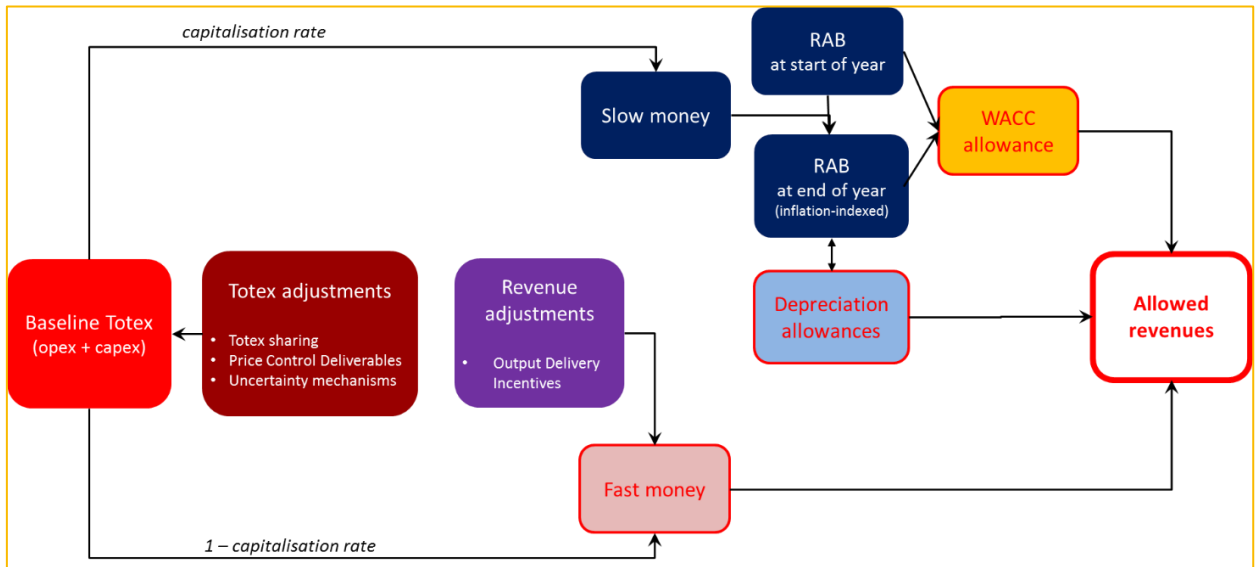 capitalisation rate
RAB
at start of year
Slow money
WACC
allowance
RAB
at end of year
(inflation-indexed)
Baseline Totex
(opex + capex)
Totex adjustments
• Totex sharing
• Price Control Deliverables
• Uncertainty mechanisms
Revenue
adjustments
• Output Delivery
Incentives
Depreciation
allowances
Allowed
revenues
Fast money
1 – capitalisation rate